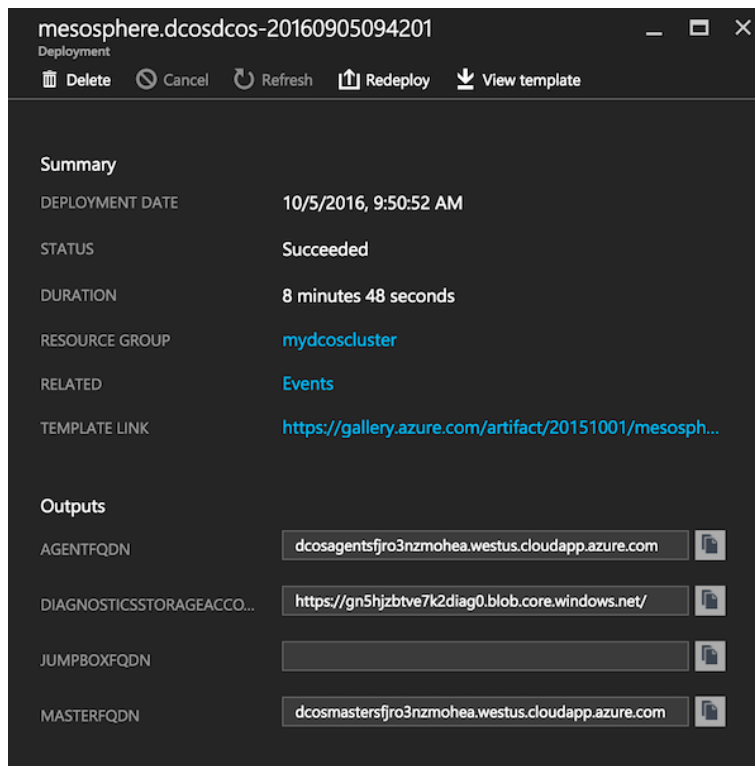 mesosphere.dcosdcos-20160905094201
Deployment
Delete Cancel Refresh Redeploy View template
Summary
DEPLOYMENT DATE 10/5/2016, 9:50:52 AM
STATUS Succeeded
DURATION 8 minutes 48 seconds
RESOURCE GROUP mydcoscluster
RELATED Events
TEMPLATE LINK https://gallery.azure.com/artifact/20151001/mesosph...
Outputs
AGENTFQDN dcosagentsfjro3nzmohea.westus.cloudapp.azure.com
DIAGNOSTICSSTORAGEACCO... https://gn5hjzbtve7k2diag0.blob.core.windows.net/
JUMPBOXFQDN
MASTERFQDN dcosmastersfjro3nzmohea.westus.cloudapp.azure.com